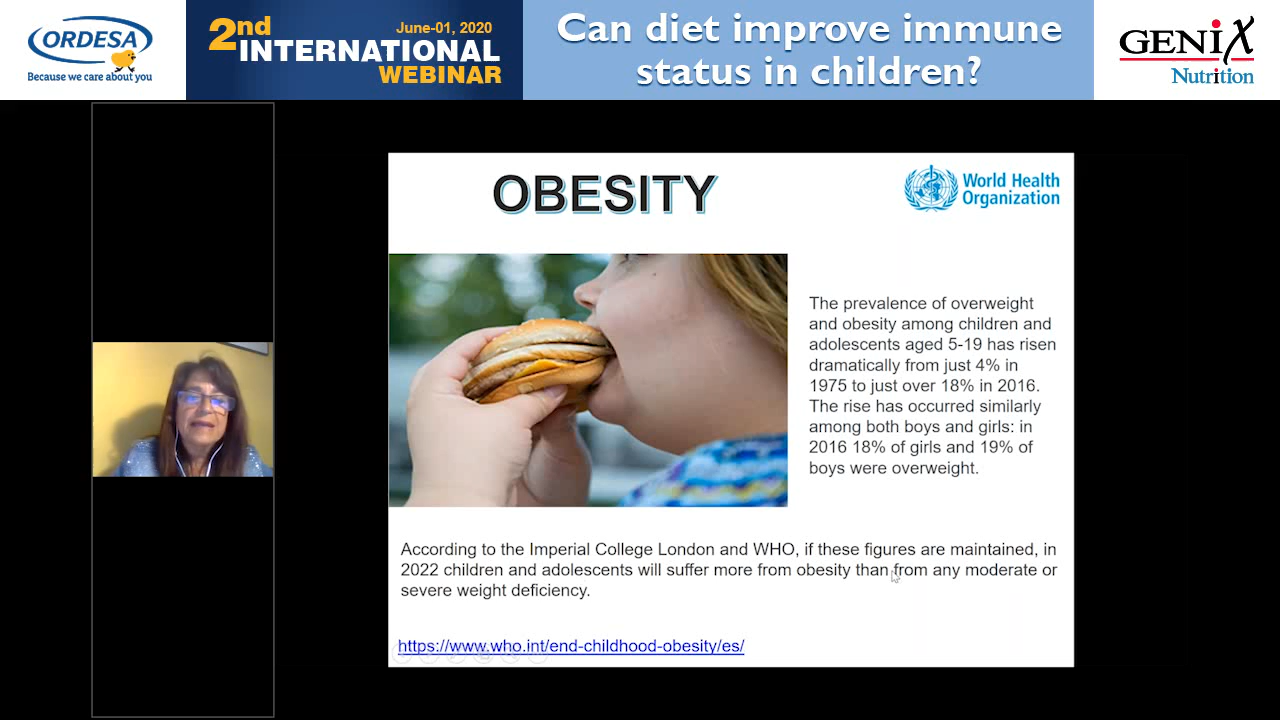 ORDESA
Because we care about you
2nd
June-01, 2020
INTERNATIONAL
WEBINAR
Can diet improve immune
status in children?
GENiX
Nutrition
OBESITY
World Health
Organization
The prevalence of overweight
and obesity among children and
adolescents aged 5-19 has risen
dramatically from just 4% in
1975 to just over 18% in 2016.
The rise has occurred similarly
among both boys and girls: in
2016 18% of girls and 19% of
boys were overweight.
According to the Imperial College London and WHO, if these figures are maintained, in
2022 children and adolescents will suffer more from obesity than from any moderate or
severe weight deficiency.
https://www.who.int/end-childhood-obesity/es/